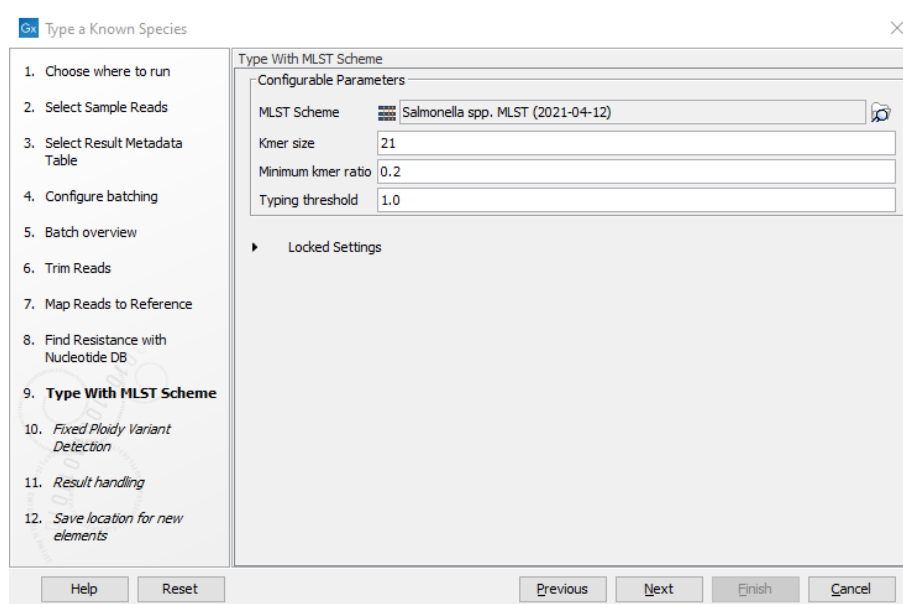 Gx Type a Known Species
1. Choose where to run
2. Select Sample Reads
3. Select Result Metadata
Table
4. Configure batching
5. Batch overview
6. Trim Reads
7. Map Reads to Reference
8. Find Resistance with
Nucleotide DB
9. Type With MLST Scheme
10. Fixed Ploidy Variant
Detection
11. Result handling
12. Save location for new
elements
Type With MLST Scheme
Configurable Parameters
MLST Scheme Salmonella spp. MLST (2021-04-12)
Kmer size 21
Minimum kmer ratio 0.2
Typing threshold 1.0
Locked Settings
Help Reset Previous Next Finish Cancel